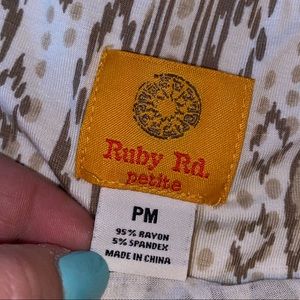 Ruby Rd.
petite
PM
95% RAYON
5% SPANDEX
MADE IN CHINA